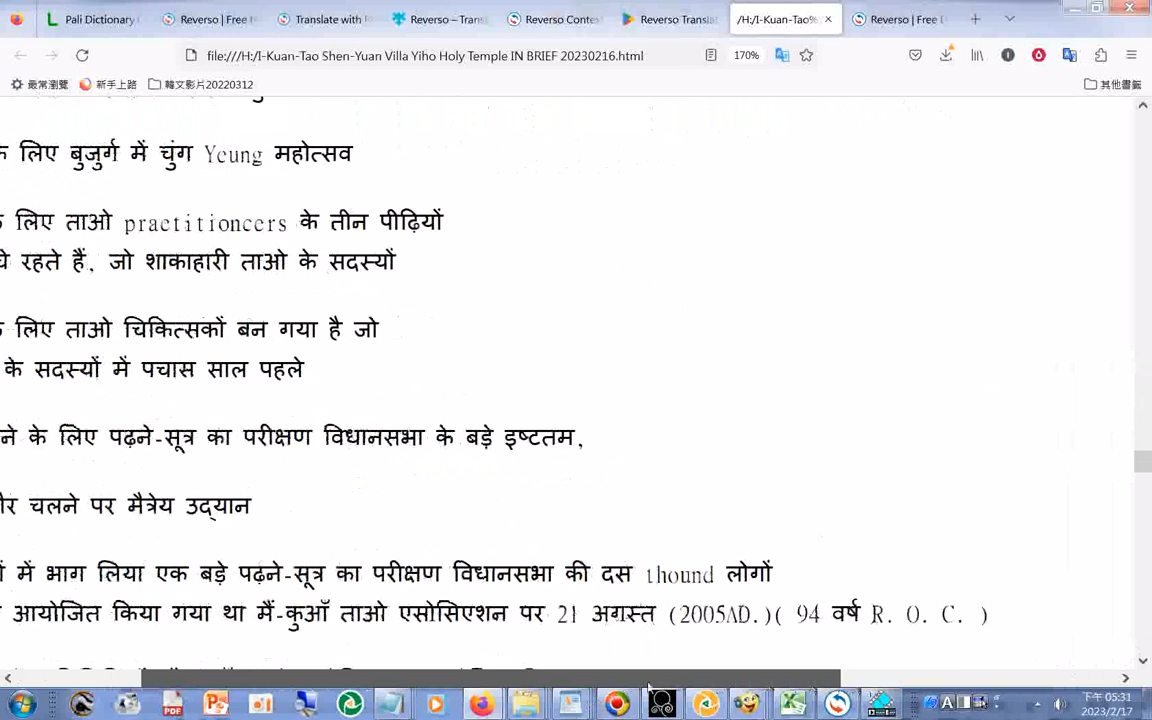 Pali Dictionary
Reverso | Free t
Translate with
Reverso – Tran
Reverso Conte
Reverso Transla
/H:/I-Kuan-Tao%
Reverso | Free
file:///H:/I-Kuan-Tao Shen-Yuan Villa Yiho Holy Temple IN BRIEF 20230216.html
170%
最常瀏覽
新手上路
韓文影片20220312
其他書籤
के लिए बुजुर्ग में चुंग Yeung महोत्सव
के लिए ताओ practitioncers के तीन पीढ़ियों
रहते हैं, जो शाकाहारी ताओ के सदस्यों
के लिए ताओ चिकित्सकों बन गया है जो
के सदस्यों में पचास साल पहले
ने के लिए पढ़ने-सूत्र का परीक्षण विधानसभा के बड़े इष्टतम,
और चलने पर मैत्रेय उद्यान
में भाग लिया एक बड़े पढ़ने-सूत्र का परीक्षण विधानसभा की दस thound लोगों
आयोजित किया गया था मैं-कुआँ ताओ एसोसिएशन पर 21 अगस्त (2005AD.)( 94 वर्ष R. O. C. )
下午 05:31
2023/2/17